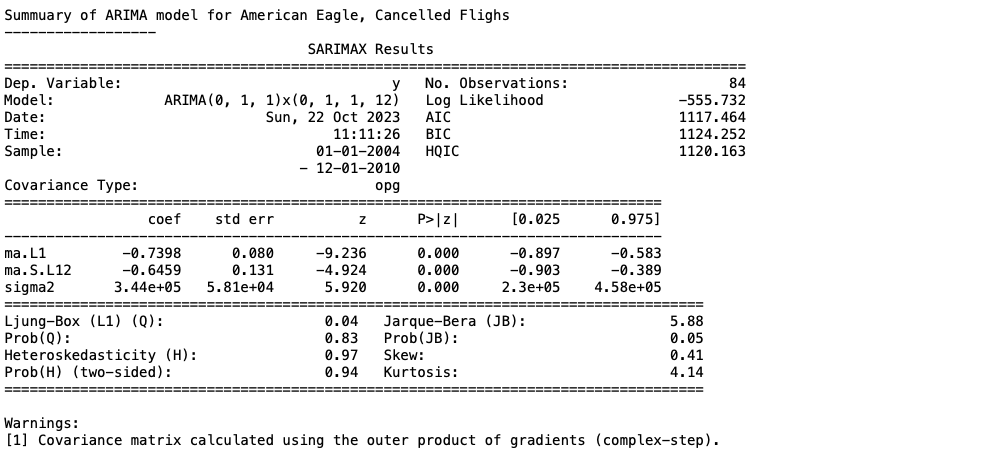 Summuary of ARIMA model for American Eagle, Cancelled Flighs
------------------
SARIMAX Results
==========================================================================================
Dep. Variable: y No. Observations: 84
Model: ARIMA(0, 1, 1)x(0, 1, 1, 12) Log Likelihood -555.732
Date: Sun, 22 Oct 2023 AIC 1117.464
Time: 11:11:26 BIC 1124.252
Sample: 01-01-2004 HQIC 1120.163
- 12-01-2010
Covariance Type: opg
==============================================================================
coef std err z P>|z| [0.025 0.975]
------------------------------------------------------------------------------
ma.L1 -0.7398 0.080 -9.236 0.000 -0.897 -0.583
ma.S.L12 -0.6459 0.131 -4.924 0.000 -0.903 -0.389
sigma2 3.44e+05 5.81e+04 5.920 0.000 2.3e+05 4.58e+05
===================================================================================
Ljung-Box (L1) (Q): 0.04 Jarque-Bera (JB): 5.88
Prob(Q): 0.83 Prob(JB): 0.05
Heteroskedasticity (H): 0.97 Skew: 0.41
Prob(H) (two-sided): 0.94 Kurtosis: 4.14
===================================================================================
Warnings:
[1] Covariance matrix calculated using the outer product of gradients (complex-step).